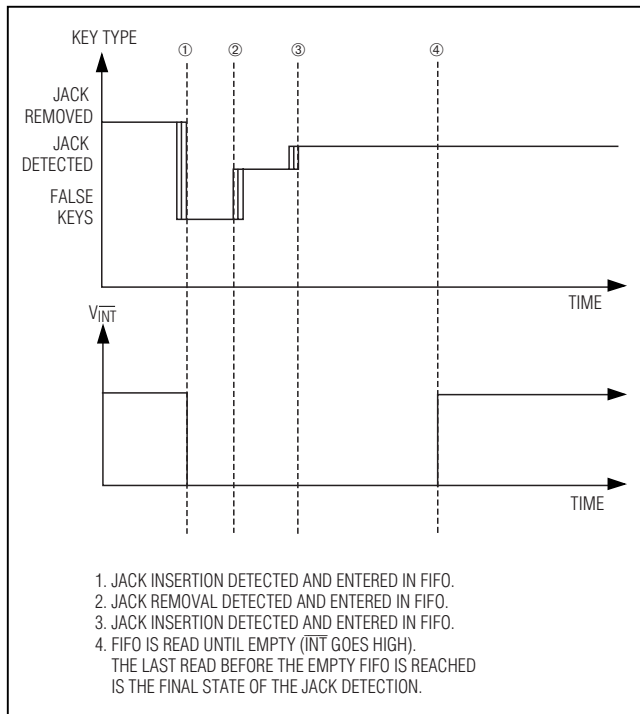 KEY TYPE
① ② ③ ④
JACK
REMOVED
JACK
DETECTED
FALSE
KEYS
TIME
VINT
TIME
1. JACK INSERTION DETECTED AND ENTERED IN FIFO.
2. JACK REMOVAL DETECTED AND ENTERED IN FIFO.
3. JACK INSERTION DETECTED AND ENTERED IN FIFO.
4. FIFO IS READ UNTIL EMPTY (INT GOES HIGH).
THE LAST READ BEFORE THE EMPTY FIFO IS REACHED
IS THE FINAL STATE OF THE JACK DETECTION.